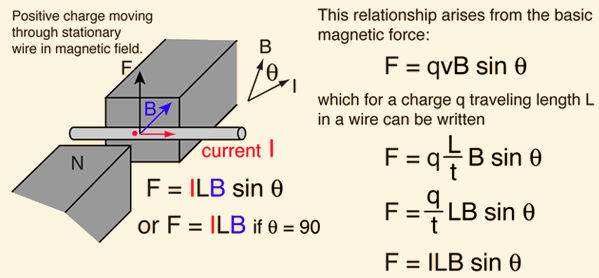 Positive charge moving
through stationary
wire in magnetic field.
F
B
θ
I
B
current I
N
F = ILB sin θ
or F = ILB if θ = 90
This relationship arises from the basic
magnetic force:
F = qvB sin θ
which for a charge q traveling length L
in a wire can be written
F = q L/t B sin θ
F = q/t LB sin θ
F = ILB sin θ